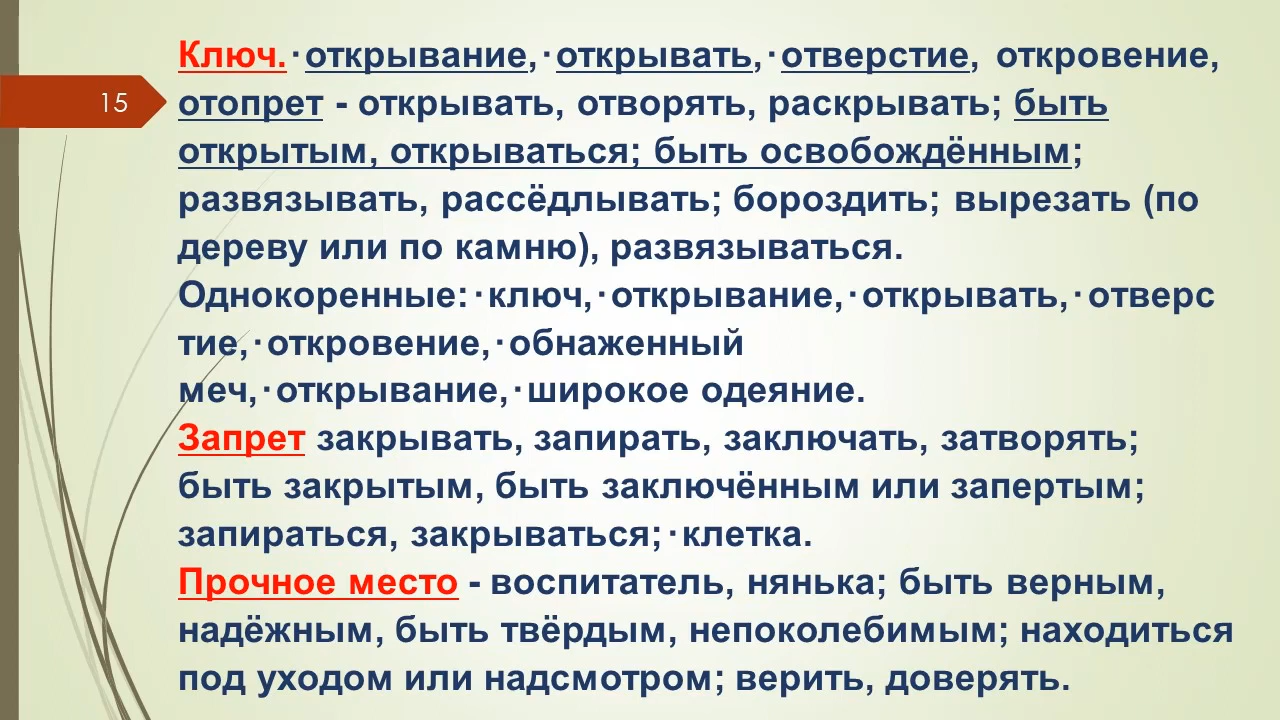 Ключ.·открывание,·открывать,·отверстие, откровение,
15
отопрет - открывать, отворять, раскрывать; быть
открытым, открываться; быть освобождённым;
развязывать, рассёдлывать; бороздить; вырезать (по
дереву или по камню), развязываться.
Однокоренные:·ключ,·открывание,·открывать,·отверс
тие,·откровение,·обнаженный
меч,·открывание,·широкое одеяние.
Запрет закрывать, запирать, заключать, затворять;
быть закрытым, быть заключённым или запертым;
запираться, закрываться;·клетка.
Прочное место - воспитатель, нянька; быть верным,
надёжным, быть твёрдым, непоколебимым; находиться
под уходом или надсмотром; верить, доверять.